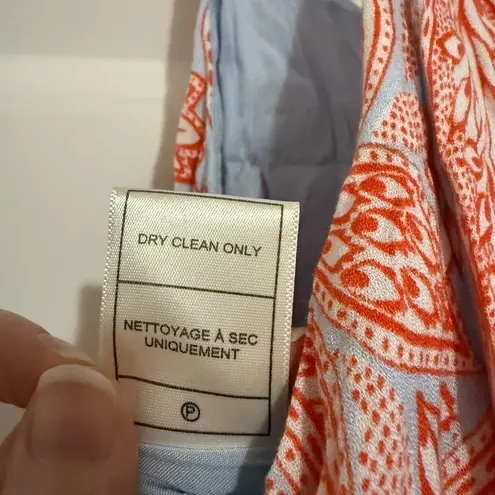 DRY CLEAN ONLY
NETTOYAGE À SEC
UNIQUEMENT
P